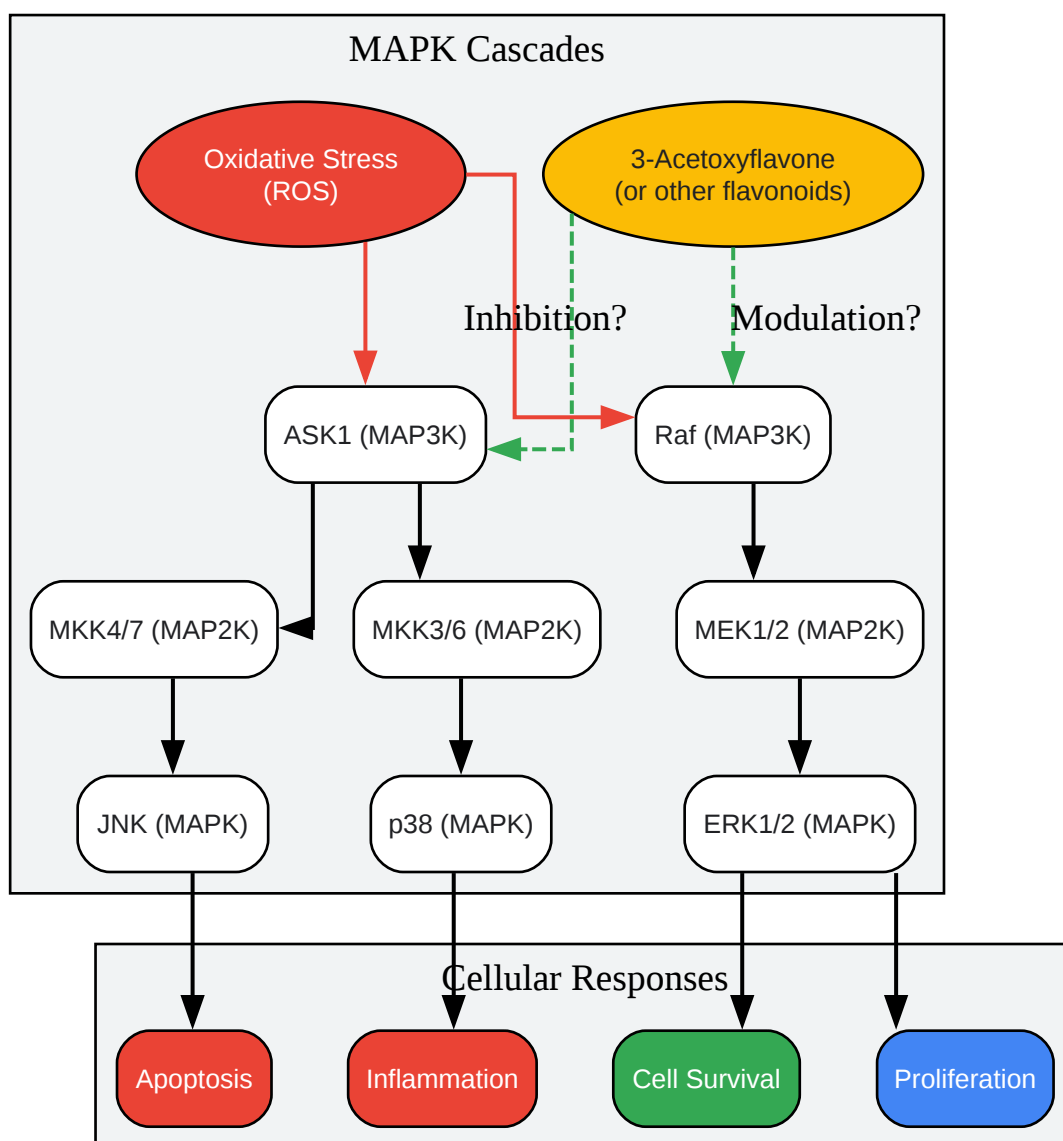 MAPK Cascades
Oxidative Stress
(ROS)
3-Acetoxyflavone
(or other flavonoids)
Inhibition?
Modulation?
ASK1 (MAP3K)
Raf (MAP3K)
MKK4/7 (MAP2K)
MKK3/6 (MAP2K)
MEK1/2 (MAP2K)
JNK (MAPK)
p38 (MAPK)
ERK1/2 (MAPK)
Cellular Responses
Apoptosis
Inflammation
Cell Survival
Proliferation